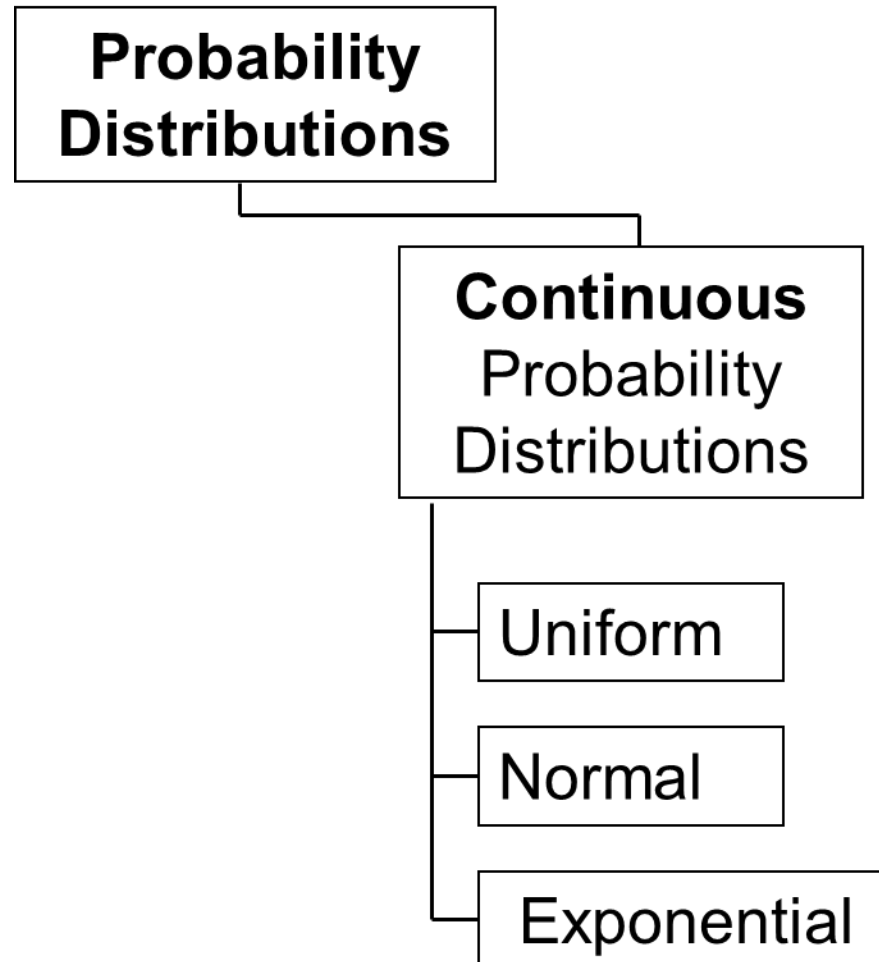 Probability
Distributions
Continuous
Probability
Distributions
Uniform
Normal
Exponential